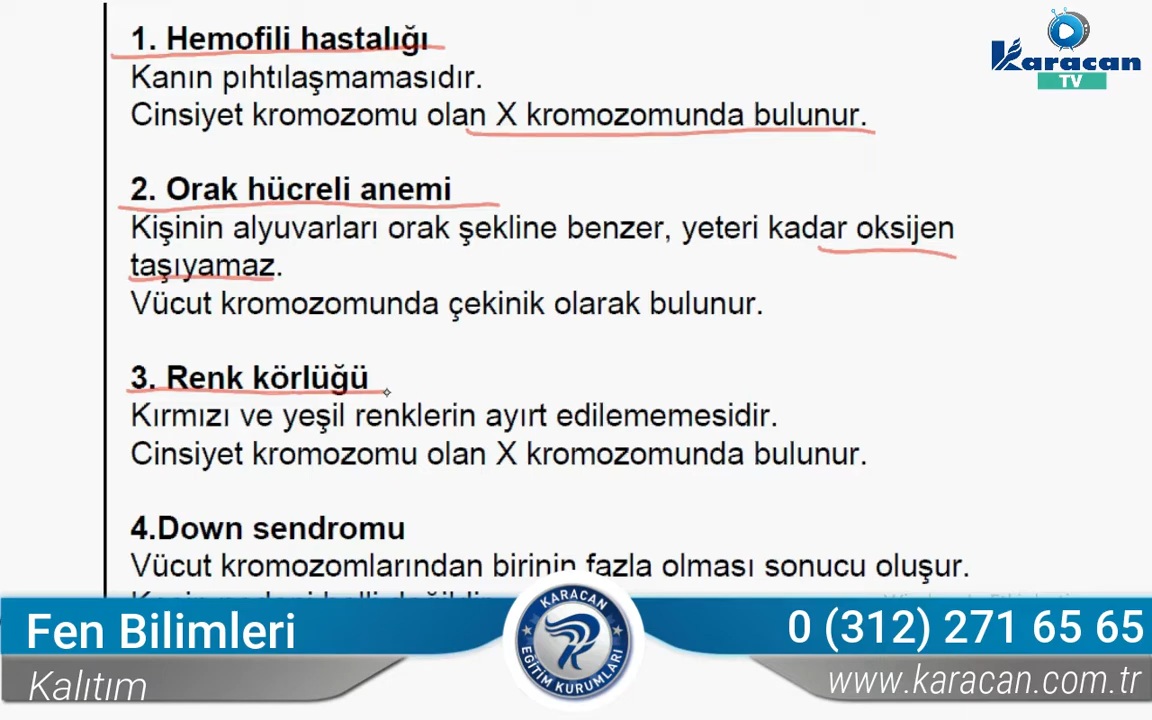 1. Hemofili hastalığı
Kanın pıhtılaşmamasıdır.
Cinsiyet kromozomu olan X kromozomunda bulunur.
2. Orak hücreli anemi
Kişinin alyuvarları orak şekline benzer, yeteri kadar oksijen
taşıyamaz.
Vücut kromozomunda çekinik olarak bulunur.
3. Renk körlüğü
Kırmızı ve yeşil renklerin ayırt edilememesidir.
Cinsiyet kromozomu olan X kromozomunda bulunur.
4.Down sendromu
Vücut kromozomlarından birinin fazla olması sonucu oluşur.
Karacan
TV
Fen Bilimleri
Kalıtım
KARACAN
EĞİTİM KURUMLARI
0 (312) 271 65 65
www.karacan.com.tr